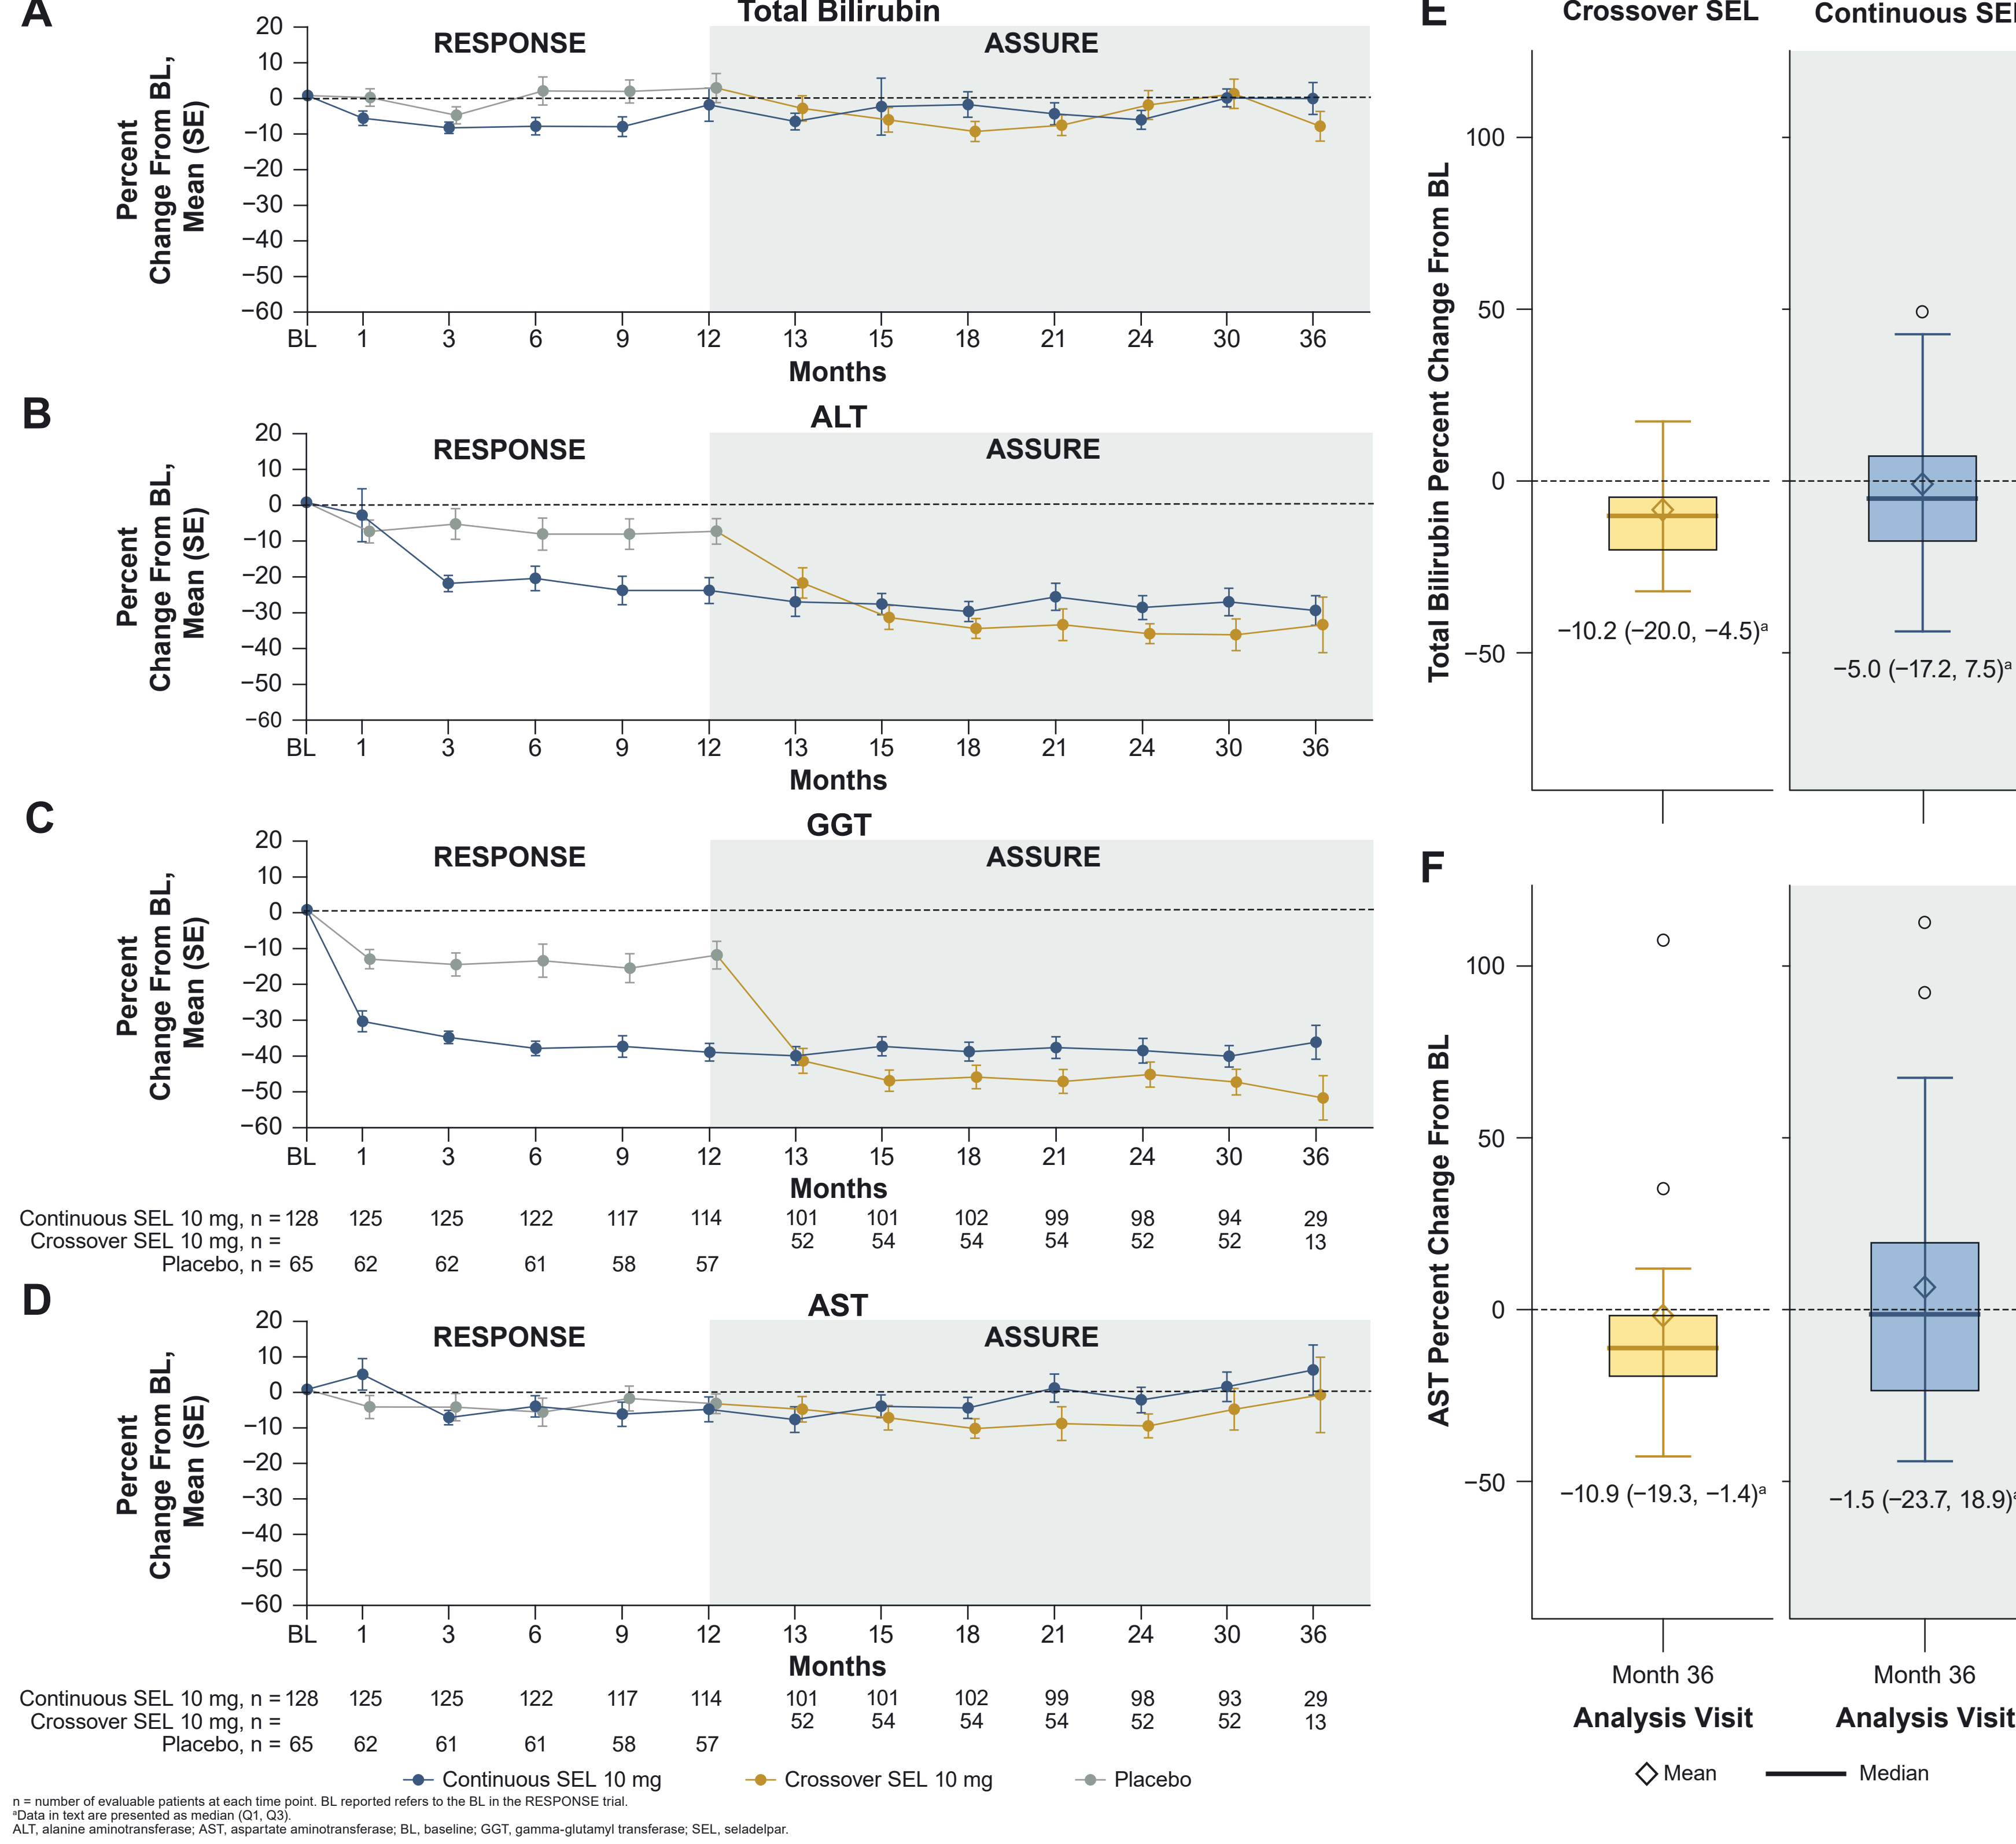 A
Total Bilirubin
RESPONSE
ASSURE
Percent
Change From BL,
Mean (SE)
20
10
0
−10
−20
−30
−40
−50
−60
BL 1 3 6 9 12 13 15 18 21 24 30 36
Months
B
ALT
RESPONSE
ASSURE
Percent
Change From BL,
Mean (SE)
20
10
0
−10
−20
−30
−40
−50
−60
BL 1 3 6 9 12 13 15 18 21 24 30 36
Months
C
GGT
RESPONSE
ASSURE
Percent
Change From BL,
Mean (SE)
20
10
0
−10
−20
−30
−40
−50
−60
BL 1 3 6 9 12 13 15 18 21 24 30 36
Months
Continuous SEL 10 mg, n = 128 125 125 122 117 114 101 101 102 99 98 94 29
Crossover SEL 10 mg, n = 52 54 54 54 52 52 13
Placebo, n = 65 62 62 61 58 57
D
AST
RESPONSE
ASSURE
Percent
Change From BL,
Mean (SE)
20
10
0
−10
−20
−30
−40
−50
−60
BL 1 3 6 9 12 13 15 18 21 24 30 36
Months
Continuous SEL 10 mg, n = 128 125 125 122 117 114 101 101 102 99 98 93 29
Crossover SEL 10 mg, n = 52 54 54 54 52 52 13
Placebo, n = 65 62 61 61 58 57
Continuous SEL 10 mg Crossover SEL 10 mg Placebo
n = number of evaluable patients at each time point. BL reported refers to the BL in the RESPONSE trial.
ᵃData in text are presented as median (Q1, Q3).
ALT, alanine aminotransferase; AST, aspartate aminotransferase; BL, baseline; GGT, gamma-glutamyl transferase; SEL, seladelpar.
E
Crossover SEL Continuous SEL
Total Bilirubin Percent Change From BL
100
50
0
−50
−10.2 (−20.0, −4.5)ᵃ
−5.0 (−17.2, 7.5)ᵃ
F
AST Percent Change From BL
100
50
0
−50
−10.9 (−19.3, −1.4)ᵃ
−1.5 (−23.7, 18.9)ᵃ
Month 36 Month 36
Analysis Visit Analysis Visit
Mean Median